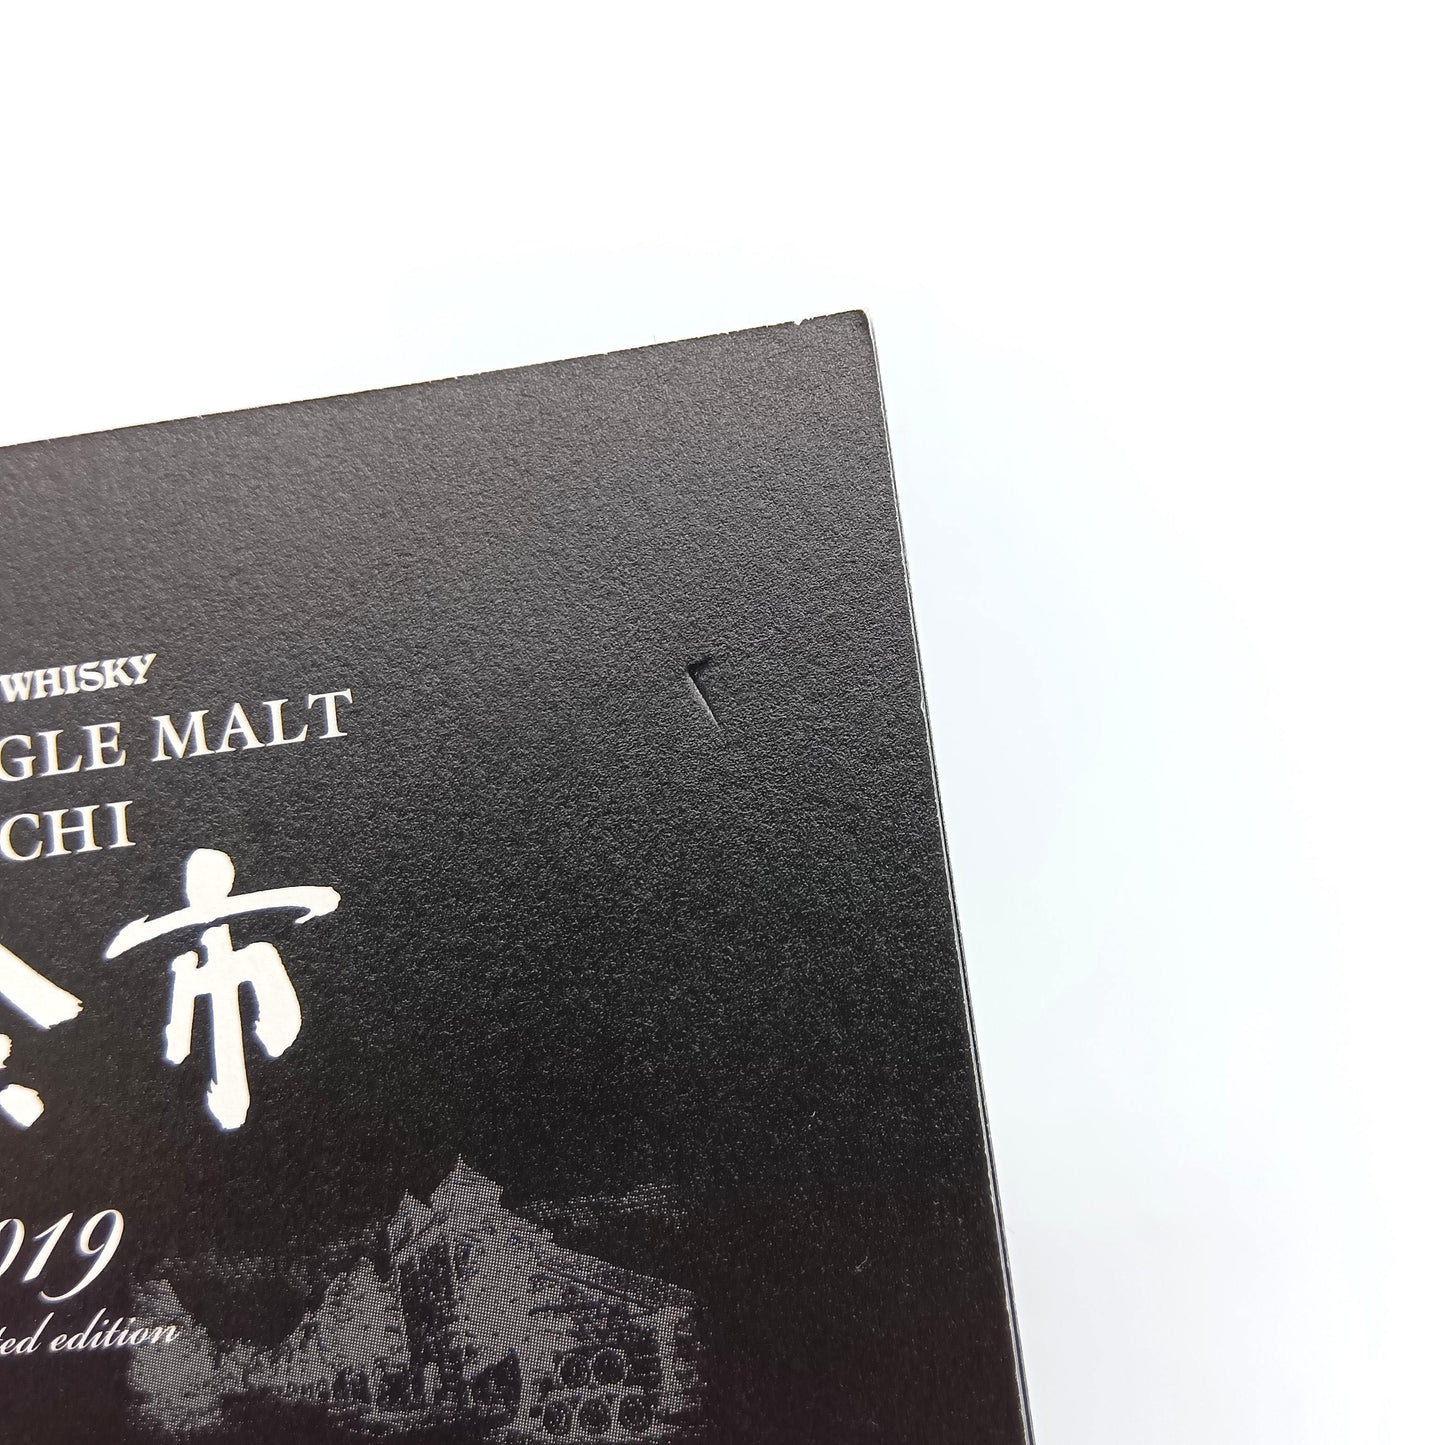 WHISKY
GLE MALT
CHI
市
019
ted edition